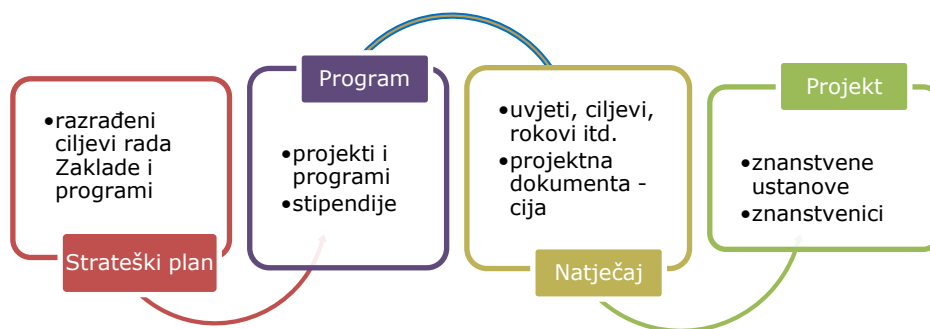 •razrađeni
ciljevi rada
Zaklade i
programi
Strateški plan
Program
•projekti i
programi
•stipendije
•uvjeti, ciljevi,
rokovi itd.
•projektna
dokumenta -
cija
Natječaj
Projekt
•znanstvene
ustanove
•znanstvenici